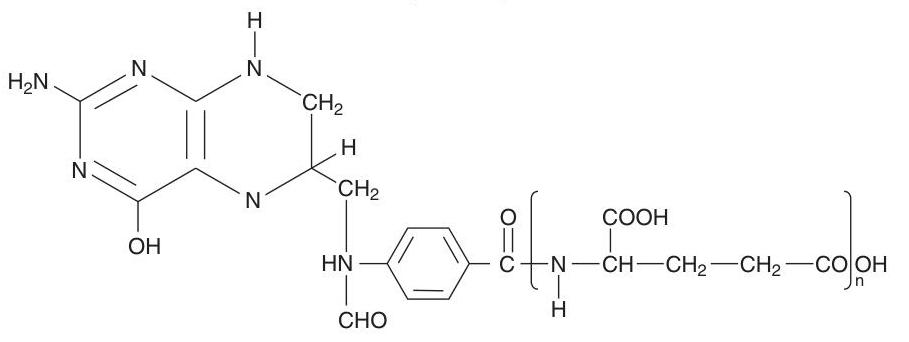 H
H₂N N N
CH₂
N N H
CH₂
OH
O COOH
HN C N CH CH₂ CH₂ CO OH
n
H
CHO